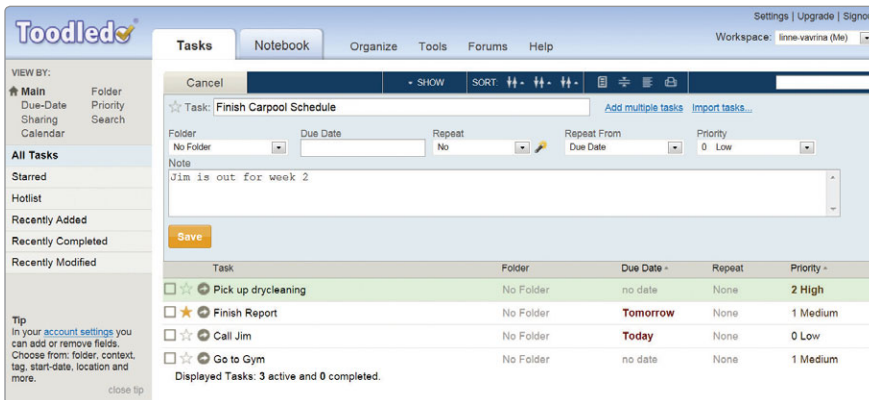 Toodledo
Settings | Upgrade | Signou
Workspace: linne-vavrina (Me)
Tasks Notebook Organize Tools Forums Help
VIEW BY:
Main Folder
Due-Date Priority
Sharing Search
Calendar
All Tasks
Starred
Hotlist
Recently Added
Recently Completed
Recently Modified
Tip
In your account settings you
can add or remove fields.
Choose from: folder, context,
tag, start-date, location and
more.
close tip
Cancel SHOW SORT:
Task: Finish Carpool Schedule Add multiple tasks Import tasks...
Folder Due Date Repeat Repeat From Priority
No Folder No Due Date 0 Low
Note
Jim is out for week 2
Save
Task Folder Due Date Repeat Priority
Pick up drycleaning No Folder no date None 2 High
Finish Report No Folder Tomorrow None 1 Medium
Call Jim No Folder Today None 0 Low
Go to Gym No Folder no date None 1 Medium
Displayed Tasks: 3 active and 0 completed.